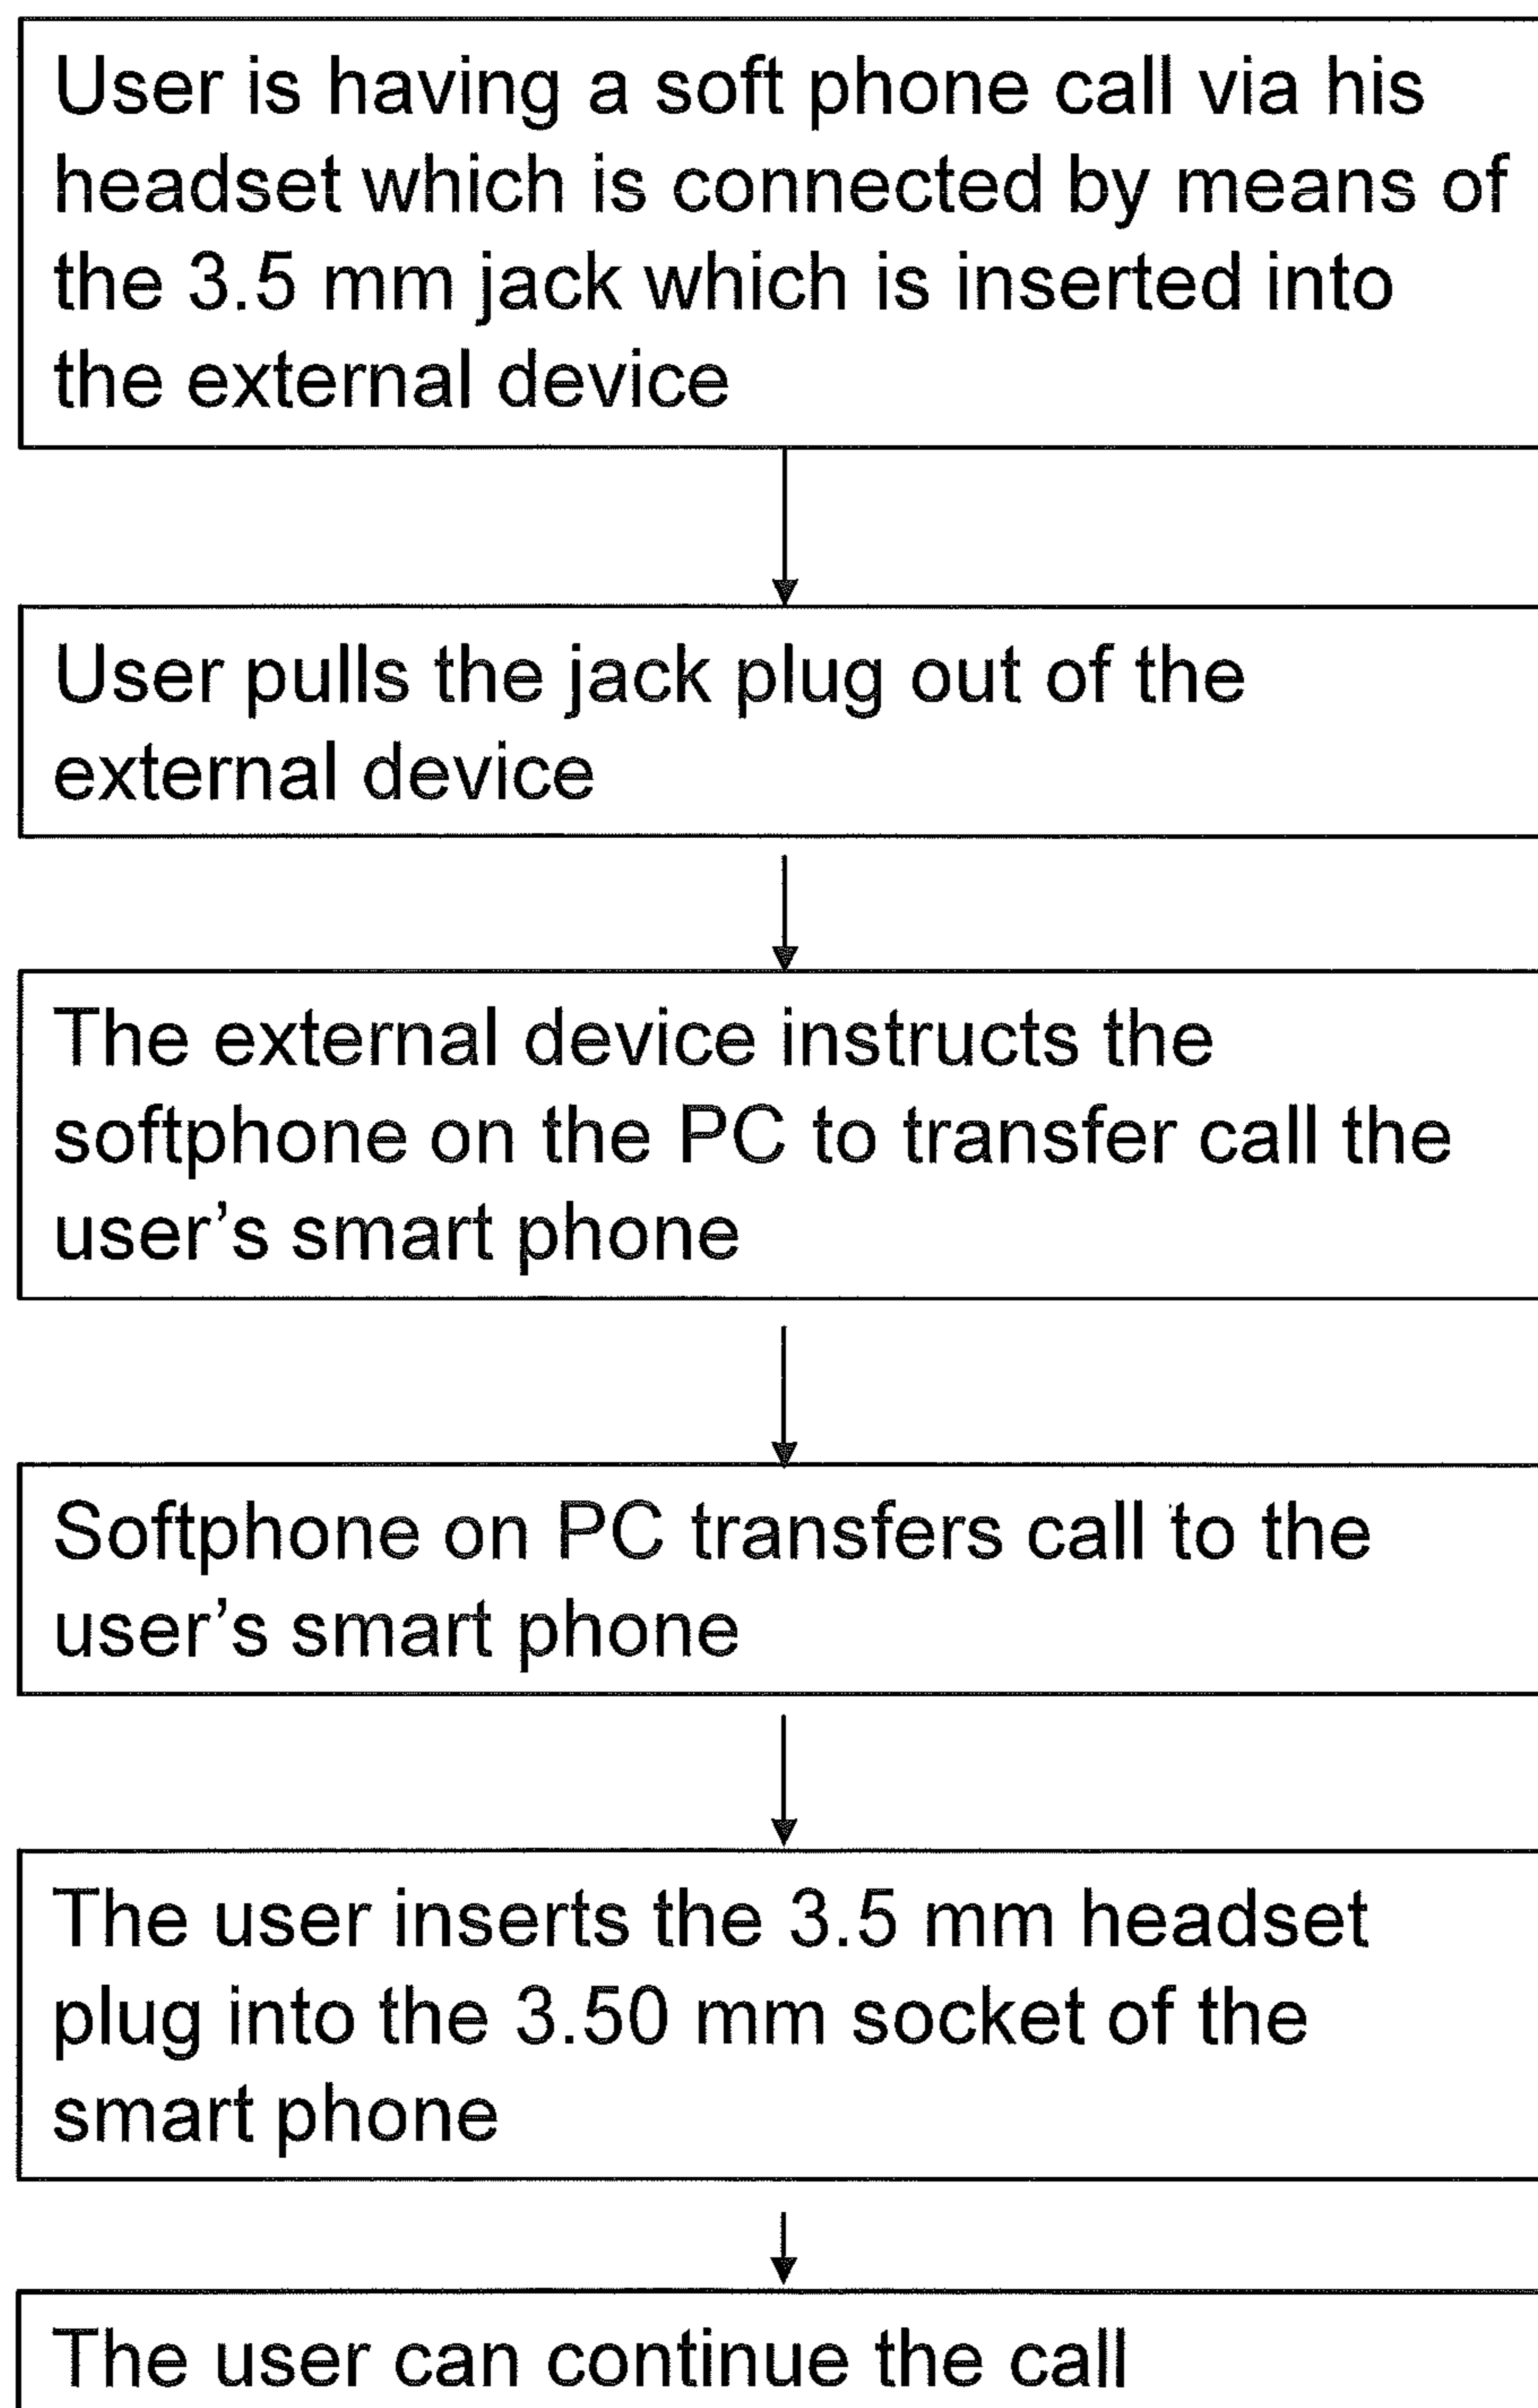 User is having a soft phone call via his
headset which is connected by means of
the 3.5 mm jack which is inserted into
the external device
User pulls the jack plug out of the
external device
The external device instructs the
softphone on the PC to transfer call the
user's smart phone
Softphone on PC transfers call to the
user's smart phone
The user inserts the 3.5 mm headset
plug into the 3.50 mm socket of the
smart phone
The user can continue the call